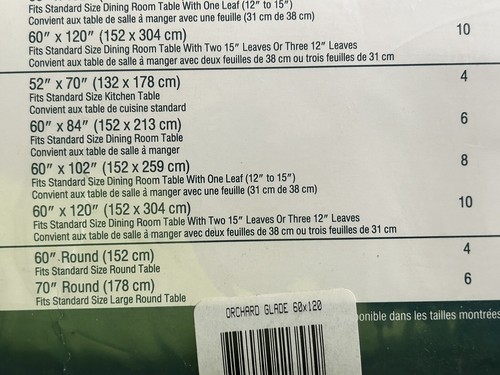 Fits Standard Size Dining Room Table With One Leaf (12" to 15")
Convient aux table de salle à manger avec une feuille (31 cm de 38 cm)
60" x 120" (152 x 304 cm) 10
Fits Standard Size Dining Room Table With Two 15" Leaves Or Three 12" Leaves
Convient aux table de salle à manger avec deux feuilles de 38 cm ou trois feuilles de 31 cm
52" x 70" (132 x 178 cm) 4
Fits Standard Size Kitchen Table
Convient aux table de cuisine standard
60" x 84" (152 x 213 cm) 6
Fits Standard Size Dining Room Table
Convient aux table de salle à manger
60" x 102" (152 x 259 cm) 8
Fits Standard Size Dining Room Table With One Leaf (12" to 15")
Convient aux table de salle à manger avec une feuille (31 cm de 38 cm)
60" x 120" (152 x 304 cm) 10
Fits Standard Size Dining Room Table With Two 15" Leaves Or Three 12" Leaves
Convient aux table de salle à manger avec deux feuilles de 38 cm ou trois feuilles de 31 cm
60" Round (152 cm) 4
Fits Standard Size Round Table
70" Round (178 cm) 6
Fits Standard Size Large Round Table
ORCHARD GLADE 60x120
ponible dans les tailles montrées